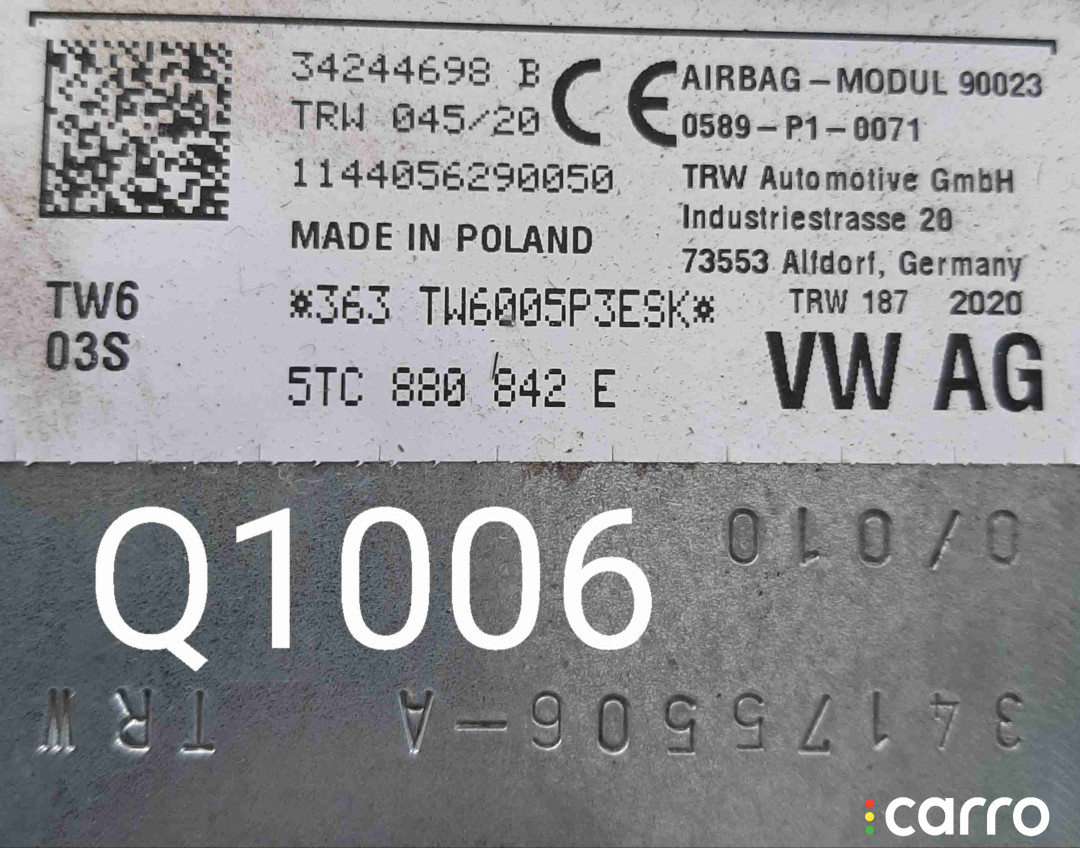 34244698 B
TRW 045/20
1144056290050
MADE IN POLAND
CE
AIRBAG-MODUL 90023
0589-P1-0071
TRW Automotive GmbH
Industriestrasse 20
73553 Alfdorf, Germany
TRW 187 2020
TW6
03S
*363 TW6005P3ESK*
5TC 880 842 E
VW AG
Q1006
0/010
34175506-A TRW
carro